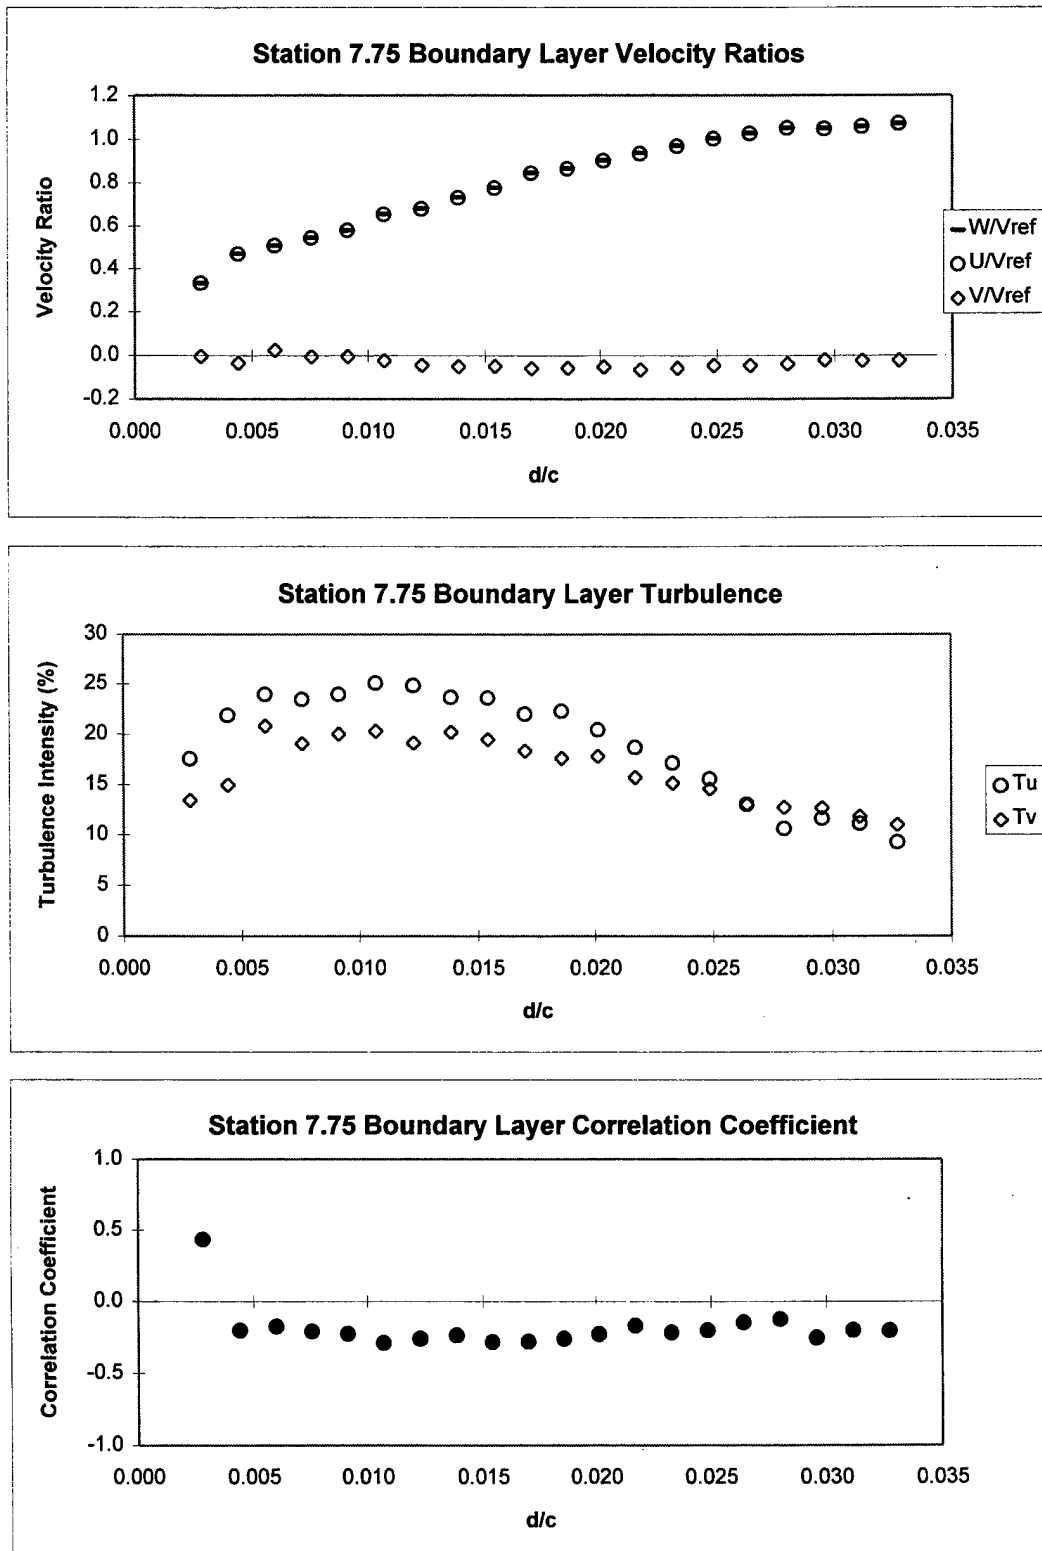 Station 7.75 Boundary Layer Velocity Ratios
1.2
1.0
0.8
0.6
0.4
0.2
0.0
-0.2
Velocity Ratio
0.000 0.005 0.010 0.015 0.020 0.025 0.030 0.035
d/c
W/Vref
U/Vref
V/Vref
Station 7.75 Boundary Layer Turbulence
30
25
20
15
10
5
0
Turbulence Intensity (%)
0.000 0.005 0.010 0.015 0.020 0.025 0.030 0.035
d/c
Tu
Tv
Station 7.75 Boundary Layer Correlation Coefficient
1.0
0.5
0.0
-0.5
-1.0
Correlation Coefficient
0.000 0.005 0.010 0.015 0.020 0.025 0.030 0.035
d/c